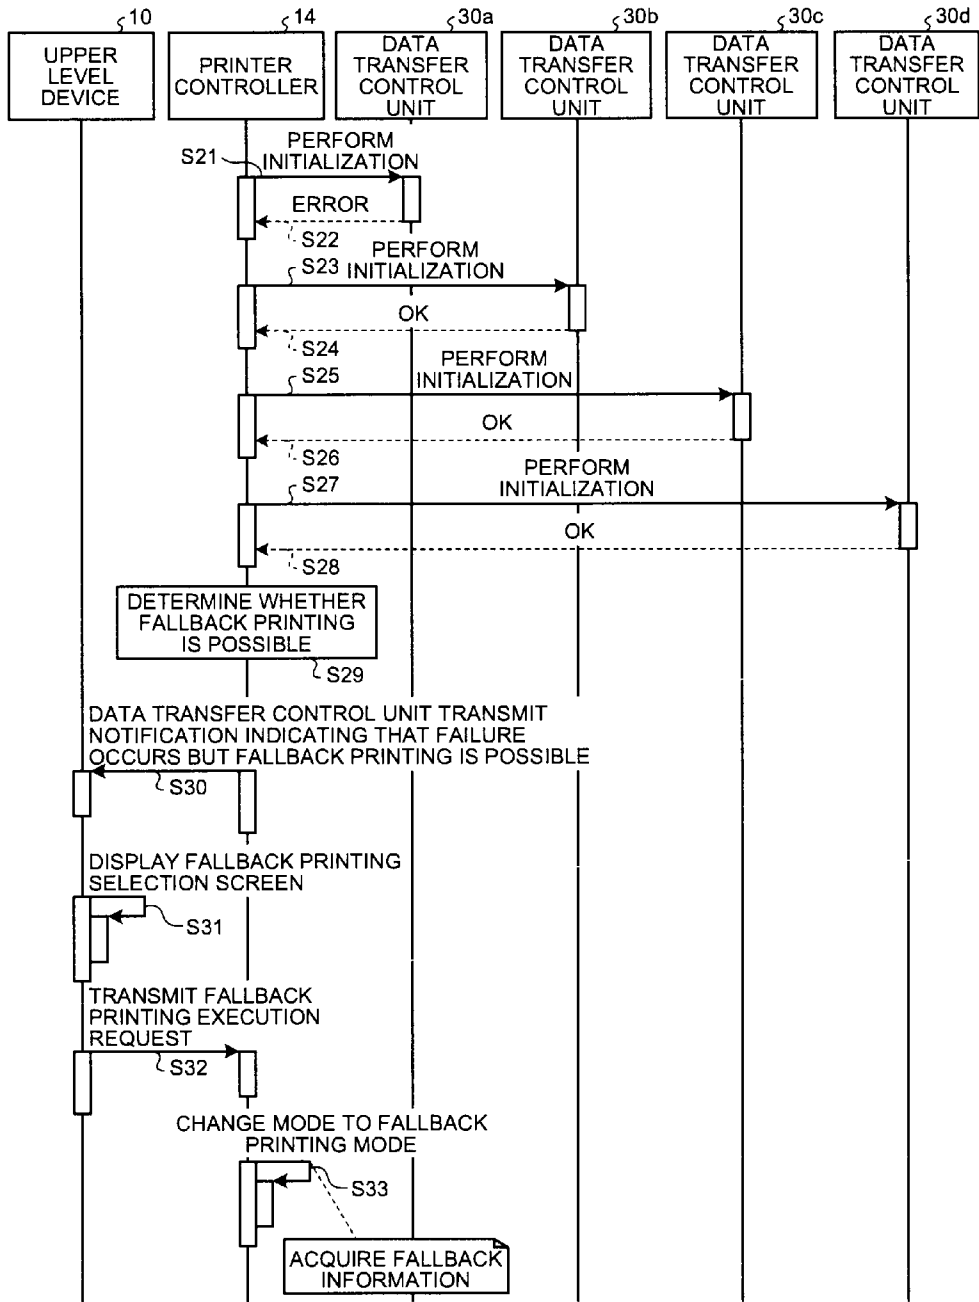 10
14
30a
30b
30c
30d
UPPER
LEVEL
DEVICE
PRINTER
CONTROLLER
DATA
TRANSFER
CONTROL
UNIT
DATA
TRANSFER
CONTROL
UNIT
DATA
TRANSFER
CONTROL
UNIT
DATA
TRANSFER
CONTROL
UNIT
S21
PERFORM
INITIALIZATION
ERROR
S22
S23
PERFORM
INITIALIZATION
OK
S24
S25
PERFORM
INITIALIZATION
OK
S26
S27
PERFORM
INITIALIZATION
OK
S28
DETERMINE WHETHER
FALLBACK PRINTING
IS POSSIBLE
S29
DATA TRANSFER CONTROL UNIT TRANSMIT
NOTIFICATION INDICATING THAT FAILURE
OCCURS BUT FALLBACK PRINTING IS POSSIBLE
S30
DISPLAY FALLBACK PRINTING
SELECTION SCREEN
S31
TRANSMIT FALLBACK
PRINTING EXECUTION
REQUEST
S32
CHANGE MODE TO FALLBACK
PRINTING MODE
S33
ACQUIRE FALLBACK
INFORMATION